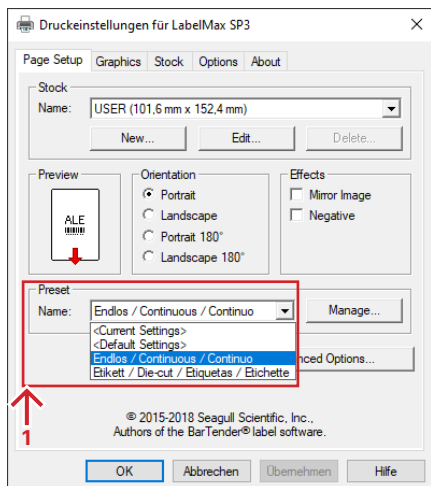 Druckeinstellungen für LabelMax SP3
Page Setup Graphics Stock Options About
Stock
Name: USER (101,6 mm x 152,4 mm)
New... Edit... Delete...
Preview
ALE
Orientation
Portrait
Landscape
Portrait 180°
Landscape 180°
Effects
Mirror Image
Negative
Preset
Name: Endlos / Continuous / Continuo Manage...
<Current Settings>
<Default Settings>
Endlos / Continuous / Continuo
Etikett / Die-cut / Etiquetas / Etichette
nced Options...
1
© 2015-2018 Seagull Scientific, Inc.,
Authors of the BarTender® label software.
OK Abbrechen Übernehmen Hilfe